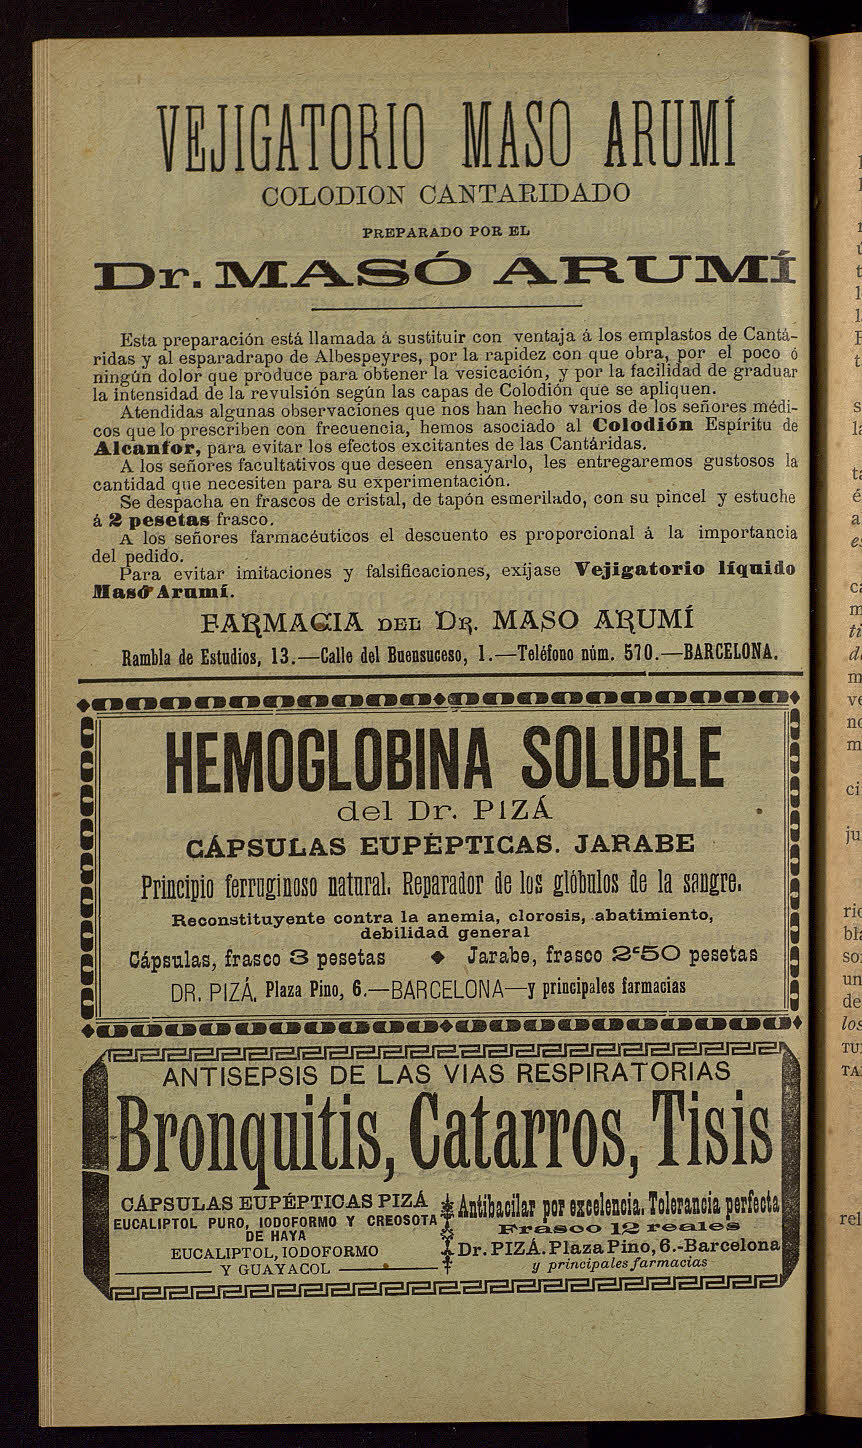 VEJIGATORIO MASO ARUMÍ
COLODION CANTARIDADO
PREPARADO POR EL
Dr. MASÓ ARUMÍ
Esta preparación está llamada á sustituir con ventaja á los emplastos de Cantá-
ridas y al esparadrapo de Albespeyres, por la rapidez con que obra, por el poco ó
ningún dolor que produce para obtener la vesicación, y por la facilidad de graduar
la intensidad de la revulsión según las capas de Colodión que se apliquen.
Atendidas algunas observaciones que nos han hecho varios de los señores médi-
cos que lo prescriben con frecuencia, hemos asociado al Colodión Espíritu de
Alcanfor, para evitar los efectos excitantes de las Cantáridas.
A los señores facultativos que deseen ensayarlo, les entregaremos gustosos la
cantidad que necesiten para su experimentación.
Se despacha en frascos de cristal, de tapón esmerilado, con su pincel y estuche
á 2 pesetas frasco.
A los señores farmacéuticos el descuento es proporcional á la importancia
del pedido.
Para evitar imitaciones y falsificaciones, exíjase Vejigatorio líquido
Masó Arumí.
FARMACIA DEL DR. MASO ARUMÍ
Rambla de Estudios, 13.—Calle del Buensuceso, 1.—Teléfono núm. 570.—BARCELONA.
HEMOGLOBINA SOLUBLE
del Dr. PIZÁ
CÁPSULAS EUPÉPTICAS. JARABE
Principio ferruginoso natural. Reparador de los glóbulos de la sangre.
Reconstituyente contra la anemia, clorosis, abatimiento,
debilidad general
Cápsulas, frasco 3 pesetas ♦ Jarabe, frasco 2'50 pesetas
DR. PIZÁ. Plaza Pino, 6.—BARCELONA—y principales farmacias
ANTISEPSIS DE LAS VIAS RESPIRATORIAS
Bronquitis, Catarros, Tisis
CÁPSULAS EUPÉPTICAS PIZÁ
EUCALIPTOL PURO, IODOFORMO Y CREOSOTA
DE HAYA
EUCALIPTOL, IODOFORMO
Y GUAYACOL
Antibacilar por excelencia. Tolerancia perfecta
Frasco 12 reales
Dr. PIZÁ. Plaza Pino, 6.-Barcelona
y principales farmacias